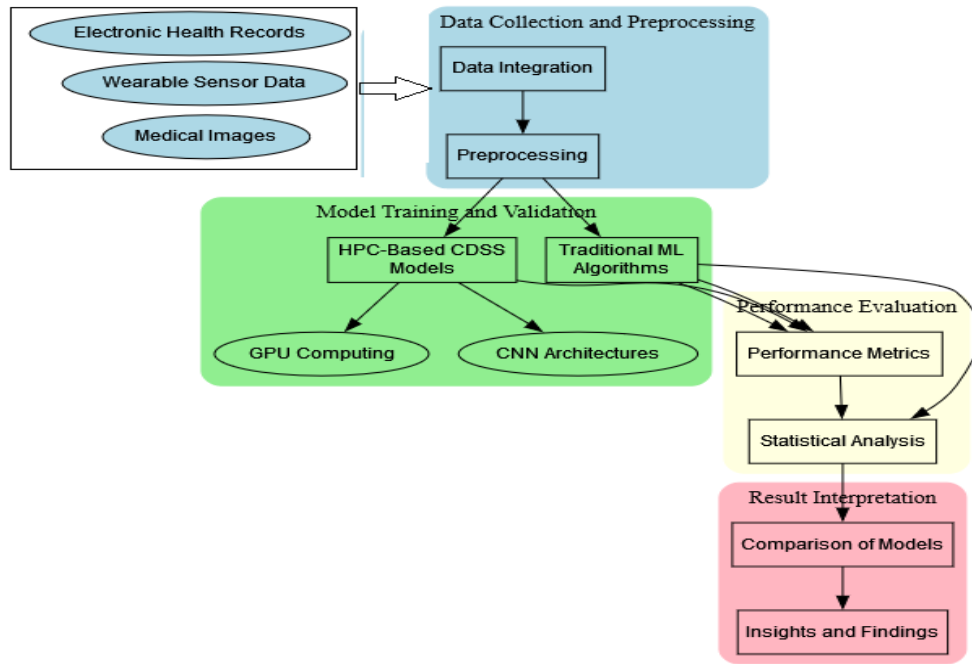 Electronic Health Records
Wearable Sensor Data
Medical Images
Data Collection and Preprocessing
Data Integration
Preprocessing
Model Training and Validation
HPC-Based CDSS
Models
Traditional ML
Algorithms
GPU Computing
CNN Architectures
Performance Evaluation
Performance Metrics
Statistical Analysis
Result Interpretation
Comparison of Models
Insights and Findings